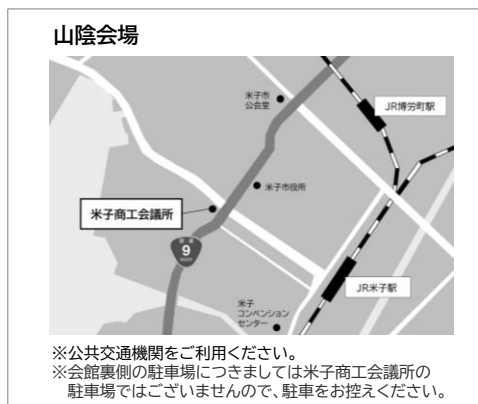 山陰会場
米子市
公会堂
JR博労町駅
米子市役所
米子商工会議所
国道
9
ROUTE
JR米子駅
米子
コンベンション
センター
※公共交通機関をご利用ください。
※会館裏側の駐車場につきましては米子商工会議所の
駐車場ではございませんので、駐車をお控えください。